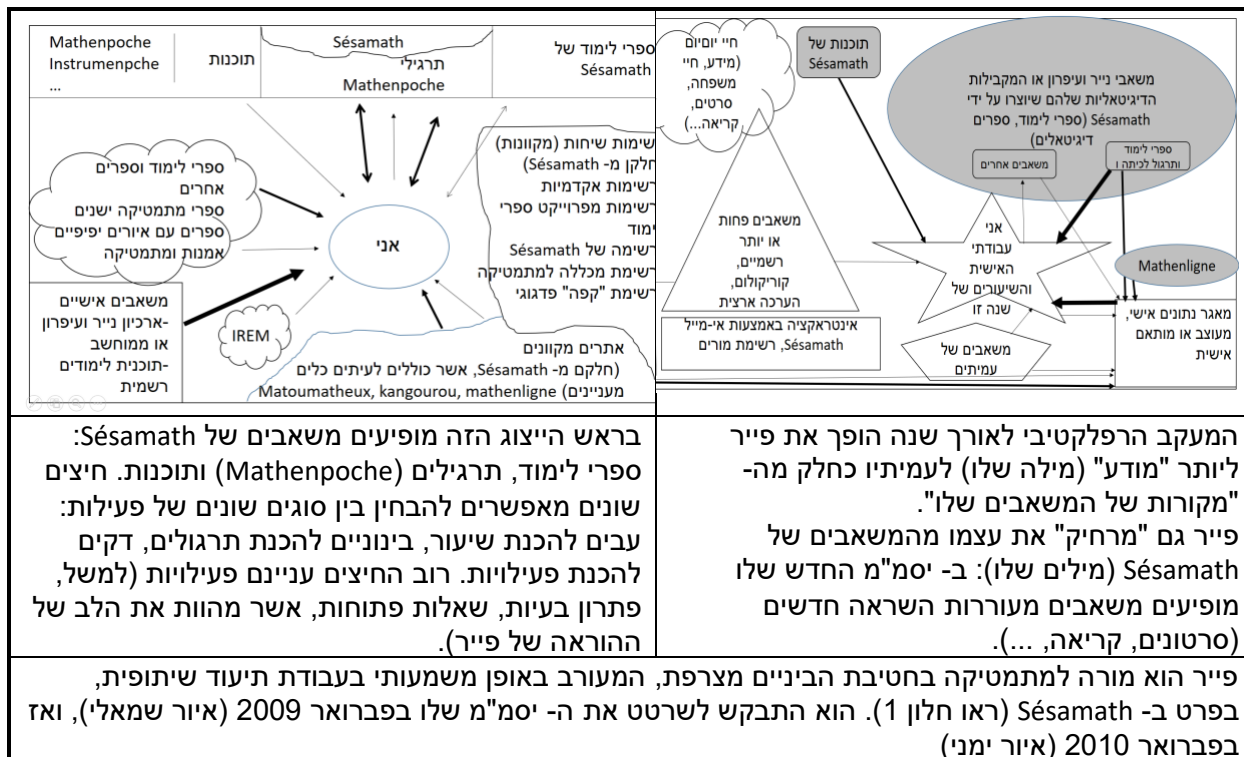 Mathenpoche
Instrumenpche
...
תוכנות
Sésamath
תרגילי
Mathenpoche
ספרי לימוד של
Sésamath
ספרי לימוד וספרים
אחרים
ספרי מתמטיקה ישנים
ספרים עם איורים יפיפיים
אמנות ומתמטיקה
אני
שימות שיחות (מקוונות)
חלקן מ- Sésamath)
רשימות אקדמיות
רשימות מפרוייקט ספרי
ימוד
רשימה של Sésamath
רשימת מכללה למתמטיקה
רשימת "קפה" פדגוגי
משאבים אישיים
-ארכיון נייר ועיפרון
או ממוחשב
-תוכנית לימודים
רשמית
IREM
אתרים מקוונים
(חלקם מ- Sésamath, אשר כוללים לעיתים כלים
מעניינים) Matoumatheux, kangourou, mathenligne
חיי יומיום
(מידע, חיי
משפחה,
סרטים,
קריאה...)
תוכנות של
Sésamath
משאבי נייר ועיפרון או המקבילות
הדיגיטאליות שלהם שיוצרו על ידי
Sésamath (ספרי לימוד, ספרים
דיגיטאלים)
משאבים אחרים
ספרי לימוד
ותרגול לכיתה ו
משאבים פחות
או יותר
רשמיים,
קוריקולום,
הערכה ארצית
אני
עבודתי
האישית
והשיעורים של
שנה זו
Mathenligne
אינטראקציה באמצעות אי-מייל
Sésamath, רשימת מורים
משאבים של
עמיתים
מאגר נתונים אישי,
מעוצב או מותאם
אישית
המעקב הרפלקטיבי לאורך שנה הופך את פייר
ליותר "מודע" (מילה שלו) לעמיתיו כחלק מה-
"מקורות של המשאבים שלו".
פייר גם "מרחיק" את עצמו מהמשאבים של
Sésamath (מילים שלו): ב- יסמ"מ החדש שלו
מופיעים משאבים מעוררות השראה חדשים
(סרטונים, קריאה, ...).
בראש הייצוג הזה מופיעים משאבים של Sésamath:
ספרי לימוד, תרגילים (Mathenpoche) ותוכנות. חיצים
שונים מאפשרים להבחין בין סוגים שונים של פעילות:
עבים להכנת שיעור, בינוניים להכנת תרגולים, דקים
להכנת פעילויות. רוב החיצים עניינם פעילויות (למשל,
פתרון בעיות, שאלות פתוחות, אשר מהוות את הלב של
ההוראה של פייר).
פייר הוא מורה למתמטיקה בחטיבת הביניים מצרפת, המעורב באופן משמעותי בעבודת תיעוד שיתופית,
בפרט ב- Sésamath (ראו חלון 1). הוא התבקש לשרטט את ה- יסמ"מ שלו בפברואר 2009 (איור שמאלי), ואז
בפברואר 2010 (איור ימני)